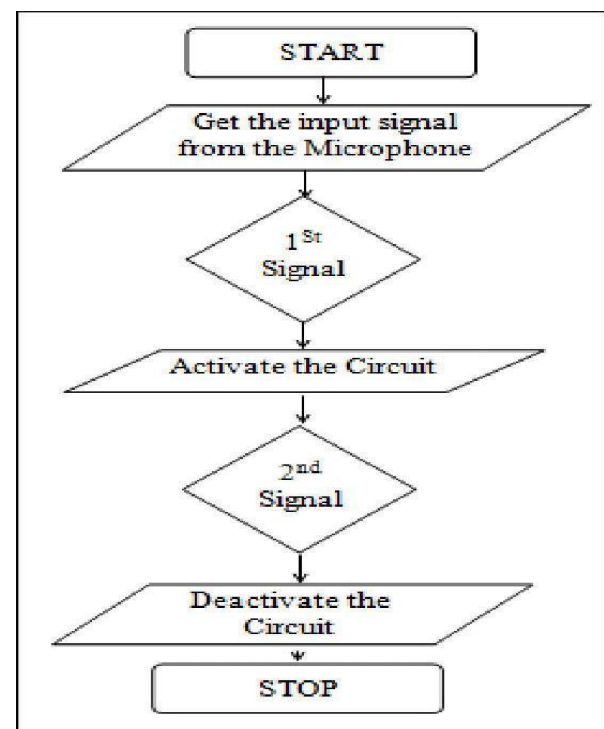 START
Get the input signal
from the Microphone
1St
Signal
Activate the Circuit
2nd
Signal
Deactivate the
Circuit
STOP